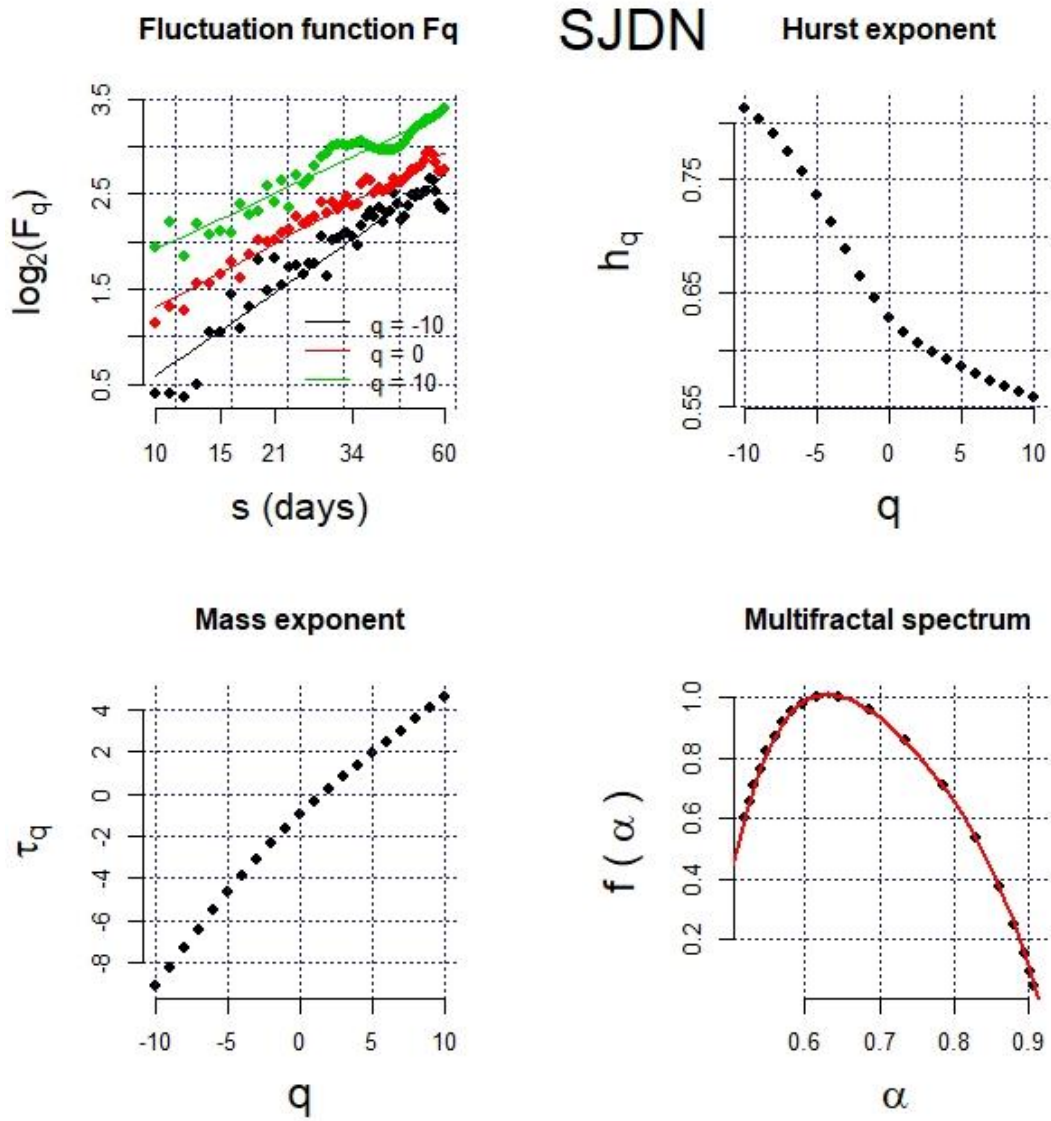 SJDN
Fluctuation function Fq
Hurst exponent
log₂(F_q)
3.5
2.5
1.5
0.5
q = -10
q = 0
q = 10
10 15 21 34 60
s (days)
h_q
0.75
0.65
0.55
-10 -5 0 5 10
q
Mass exponent
Multifractal spectrum
τ_q
4
2
0
-2
-4
-6
-8
-10 -5 0 5 10
q
f ( α )
1.0
0.8
0.6
0.4
0.2
0.6 0.7 0.8 0.9
α